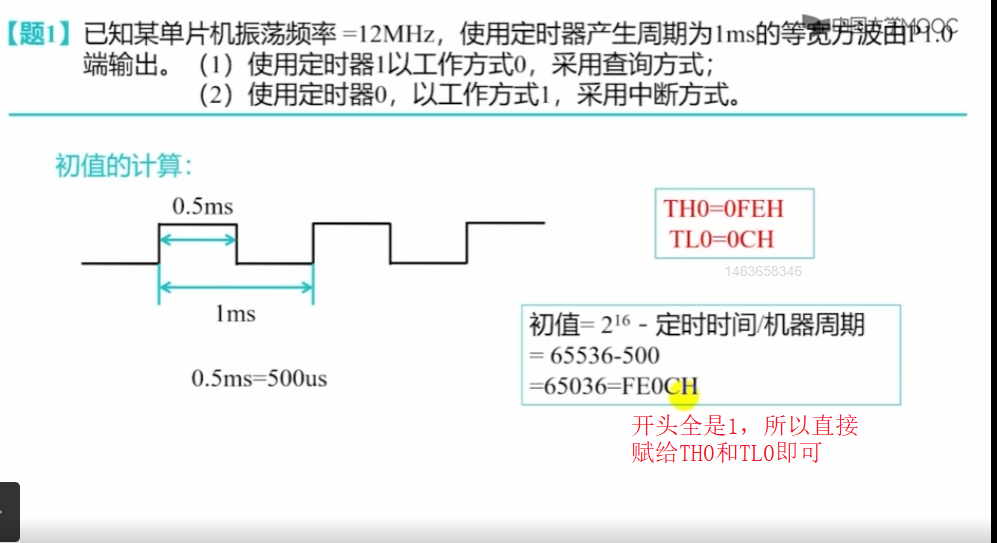 【题1】已知某单片机振荡频率 =12MHz，使用定时器产生周期为1ms的等宽方波由P1.0
端输出。（1）使用定时器1以工作方式0，采用查询方式；
（2）使用定时器0，以工作方式1，采用中断方式。
中国大学MOOC
初值的计算：
0.5ms
1ms
0.5ms=500us
TH0=0FEH
TL0=0CH
1483658346
初值= 2¹⁶ - 定时时间/机器周期
= 65536-500
=65036=FE0CH
开头全是1，所以直接
赋给TH0和TL0即可